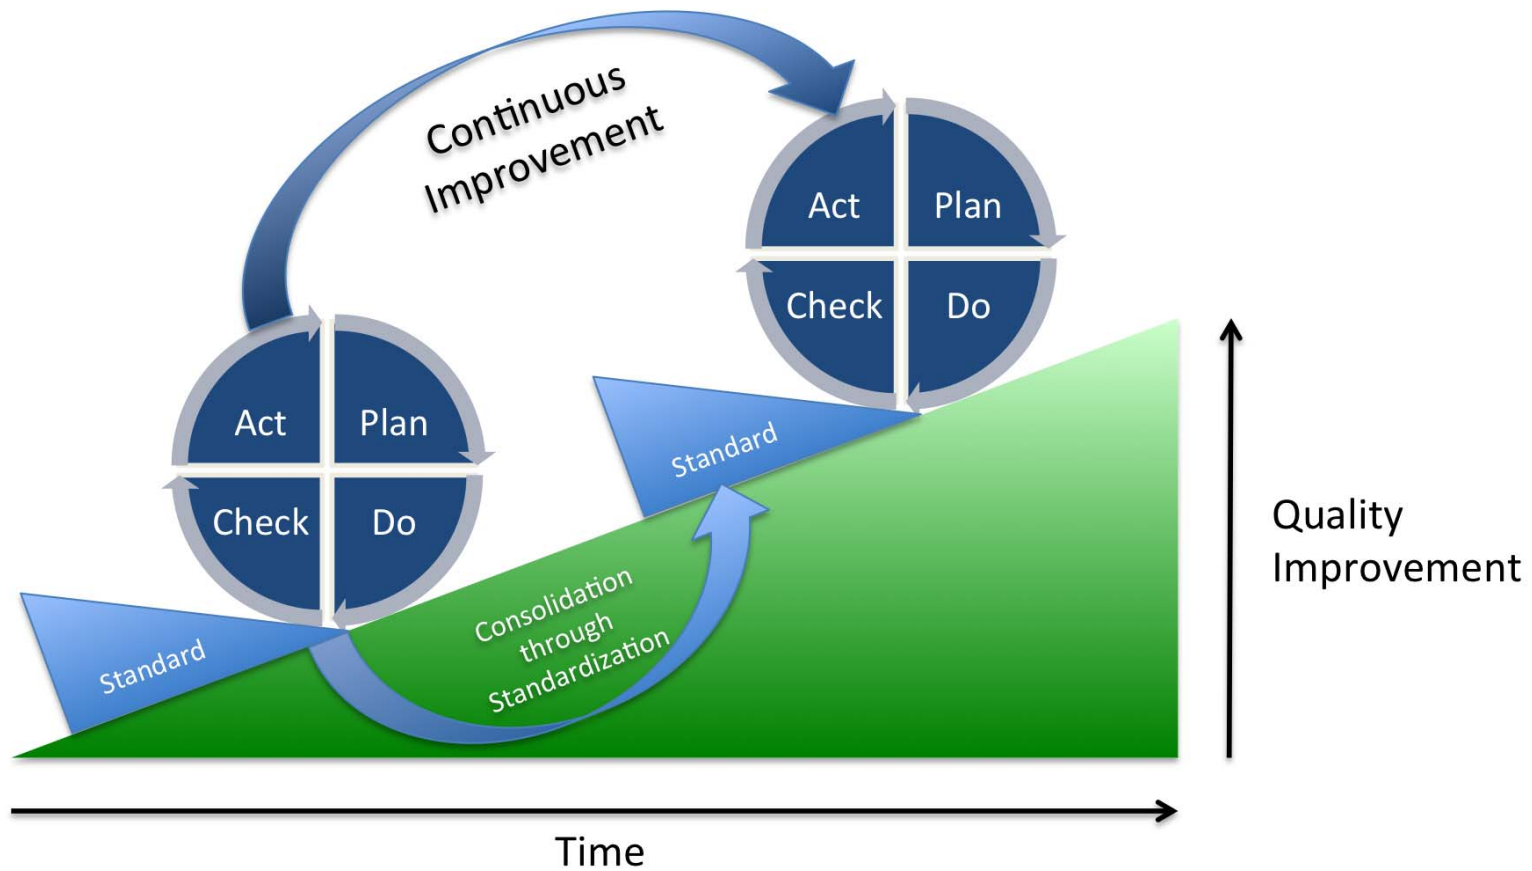 Continuous
Improvement
Act
Plan
Check
Do
Act
Plan
Check
Do
Standard
Standard
Consolidation
through
Standardization
Quality
Improvement
Time